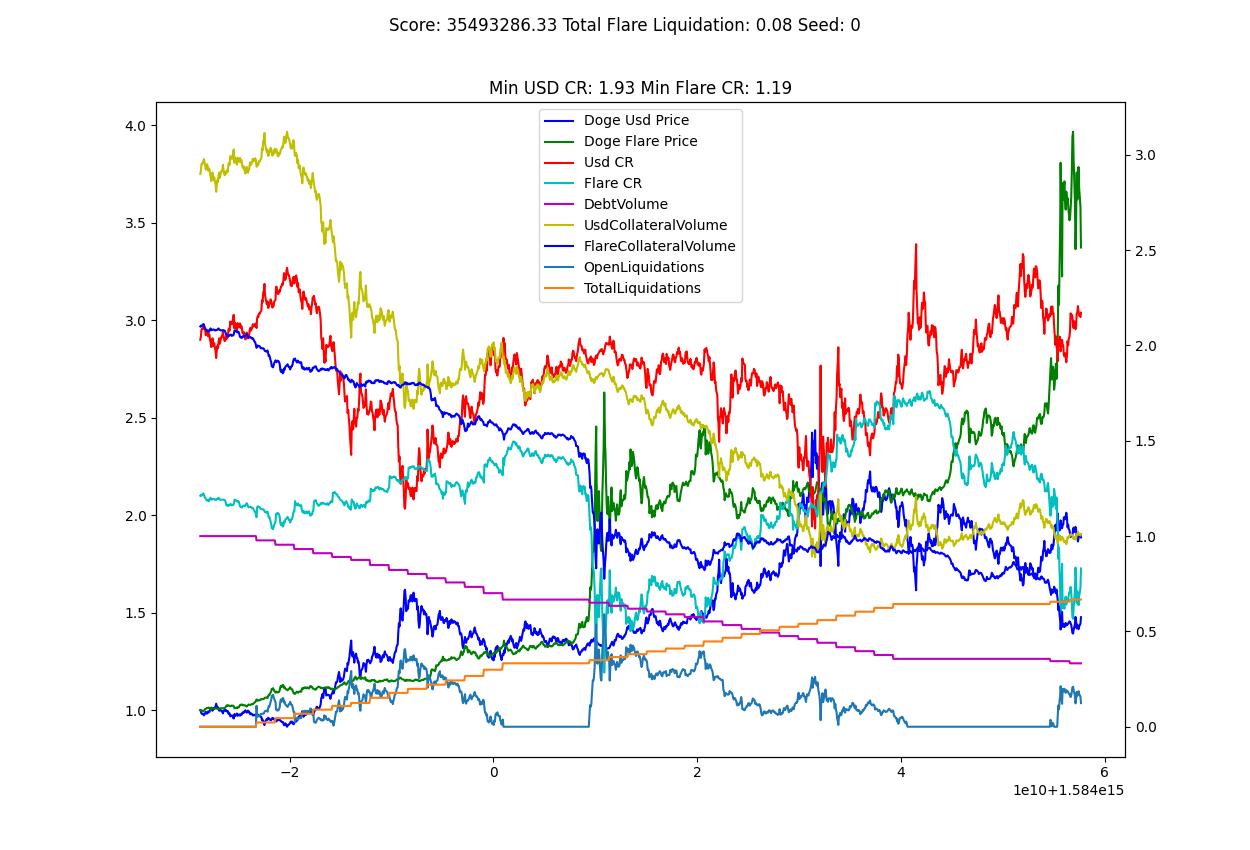 Score: 35493286.33 Total Flare Liquidation: 0.08 Seed: 0
Min USD CR: 1.93 Min Flare CR: 1.19
Doge Usd Price
Doge Flare Price
Usd CR
Flare CR
DebtVolume
UsdCollateralVolume
FlareCollateralVolume
OpenLiquidations
TotalLiquidations
4.0
3.5
3.0
2.5
2.0
1.5
1.0
3.0
2.5
2.0
1.5
1.0
0.5
0.0
−2
0
2
4
6
1e10+1.584e15